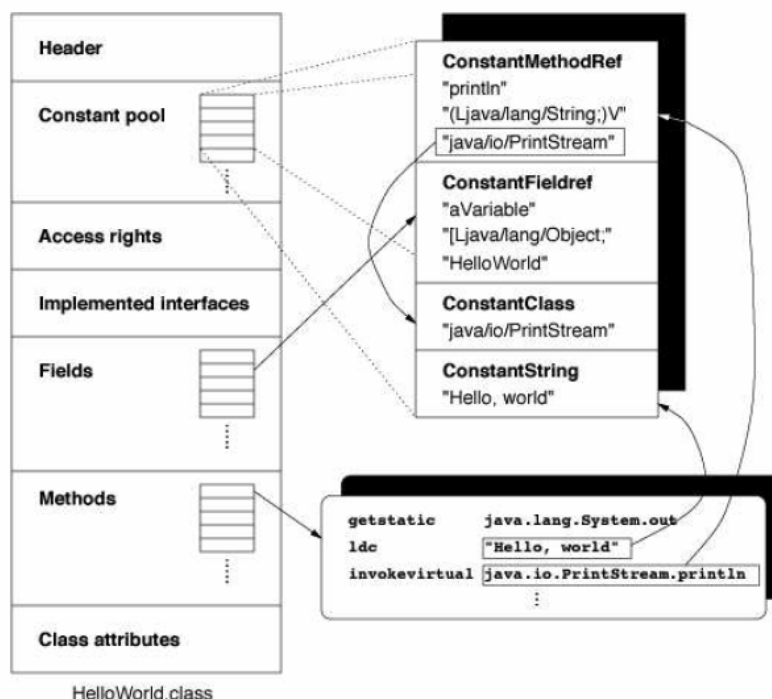 Header
Constant pool
Access rights
Implemented interfaces
Fields
Methods
Class attributes
HelloWorld.class
ConstantMethodRef
"println"
"(Ljava/lang/String;)V"
"java/io/PrintStream"
ConstantFieldref
"aVariable"
"[Ljava/lang/Object;"
"HelloWorld"
ConstantClass
"java/io/PrintStream"
ConstantString
"Hello, world"
getstatic java.lang.System.out
ldc "Hello, world"
invokevirtual java.io.PrintStream.println